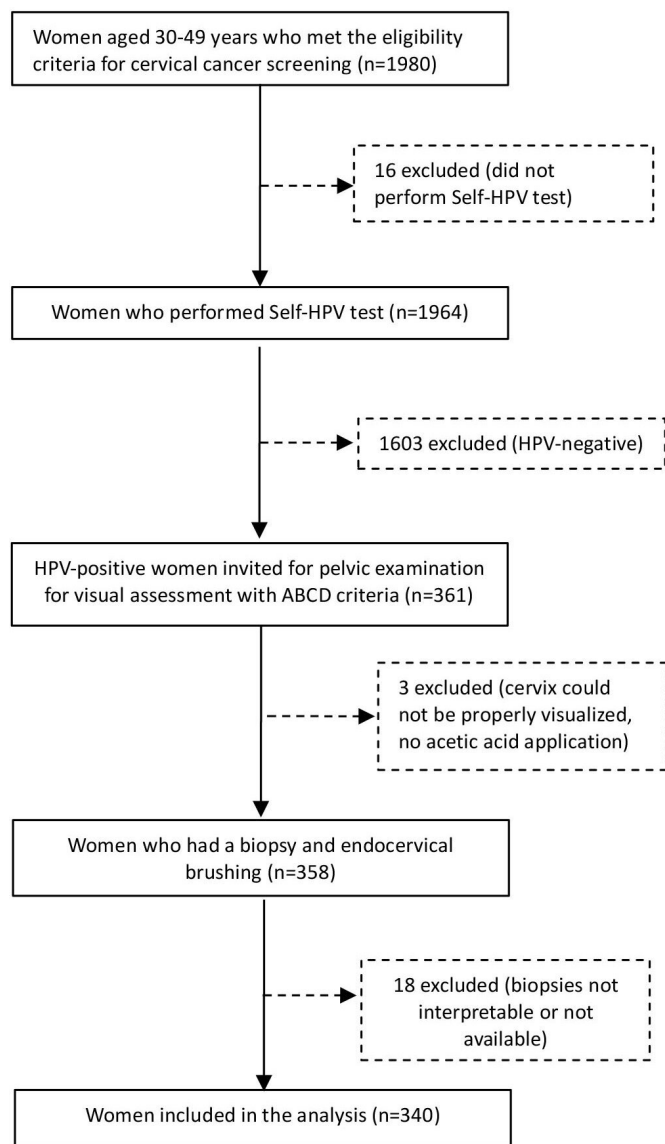 Women aged 30-49 years who met the eligibility
criteria for cervical cancer screening (n=1980)
16 excluded (did not
perform Self-HPV test)
Women who performed Self-HPV test (n=1964)
1603 excluded (HPV-negative)
HPV-positive women invited for pelvic examination
for visual assessment with ABCD criteria (n=361)
3 excluded (cervix could
not be properly visualized,
no acetic acid application)
Women who had a biopsy and endocervical
brushing (n=358)
18 excluded (biopsies not
interpretable or not
available)
Women included in the analysis (n=340)